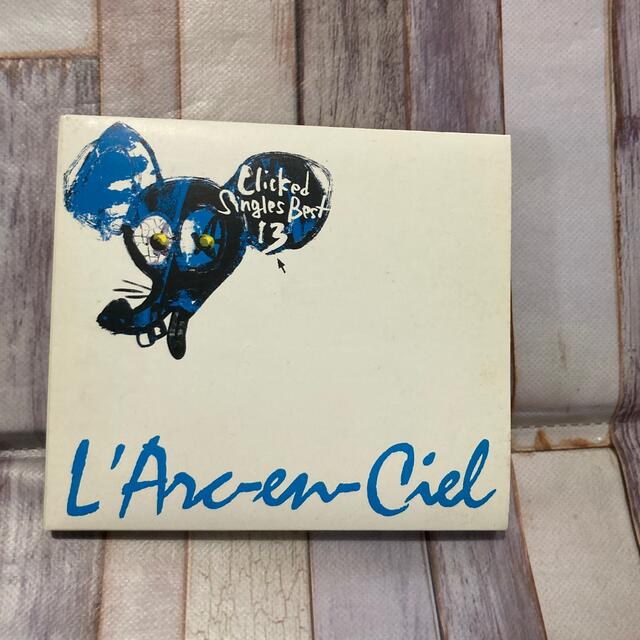 Clicked
Singles Best
13
L'Arc-en-Ciel